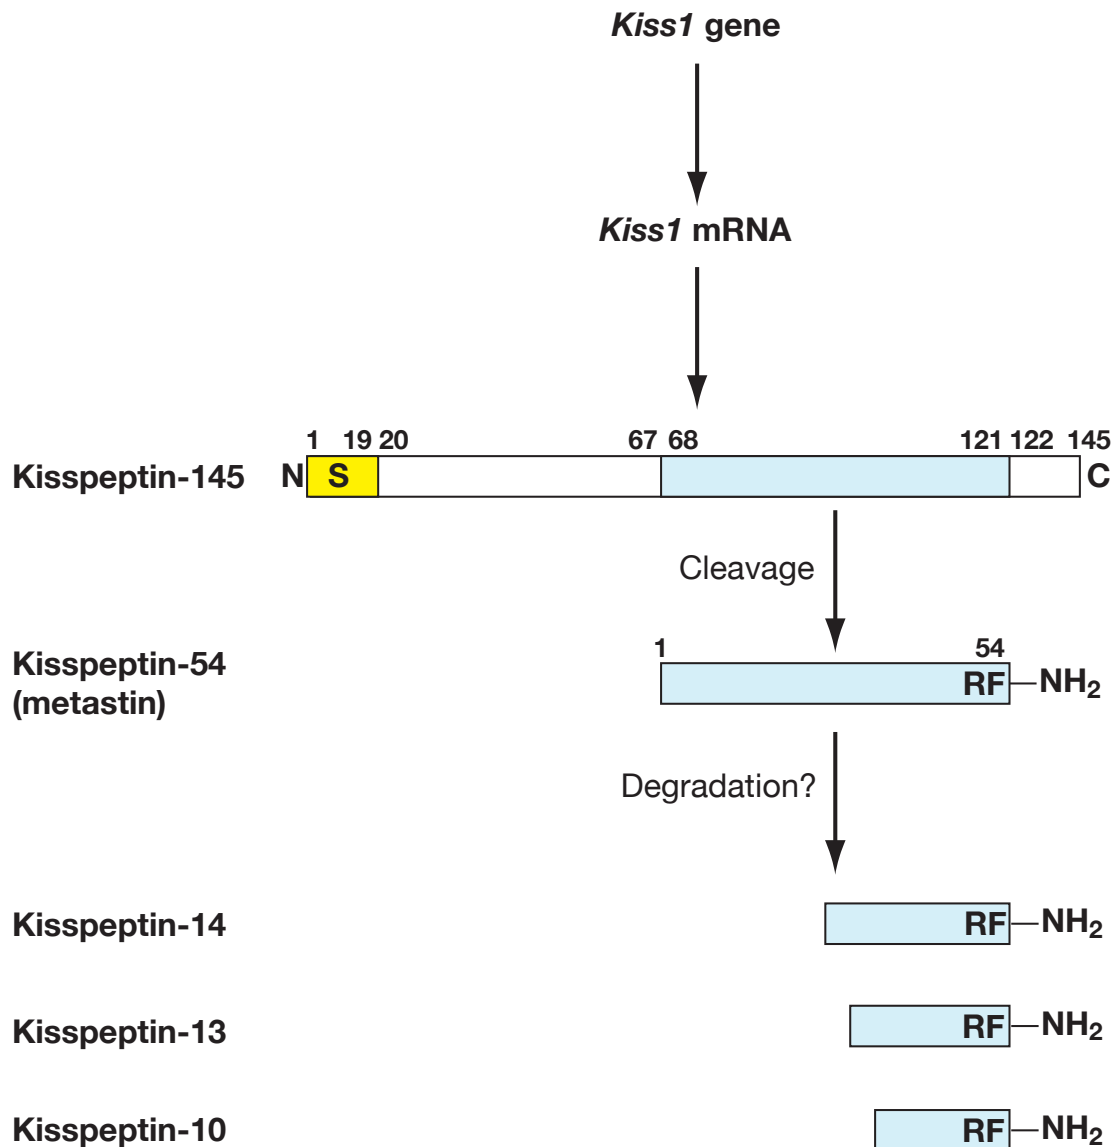 Kiss1 gene
Kiss1 mRNA
1 19 20 67 68 121 122 145
Kisspeptin-145 N S C
Cleavage
1 54
Kisspeptin-54
(metastin)
RF NH2
Degradation?
Kisspeptin-14 RF NH2
Kisspeptin-13 RF NH2
Kisspeptin-10 RF NH2